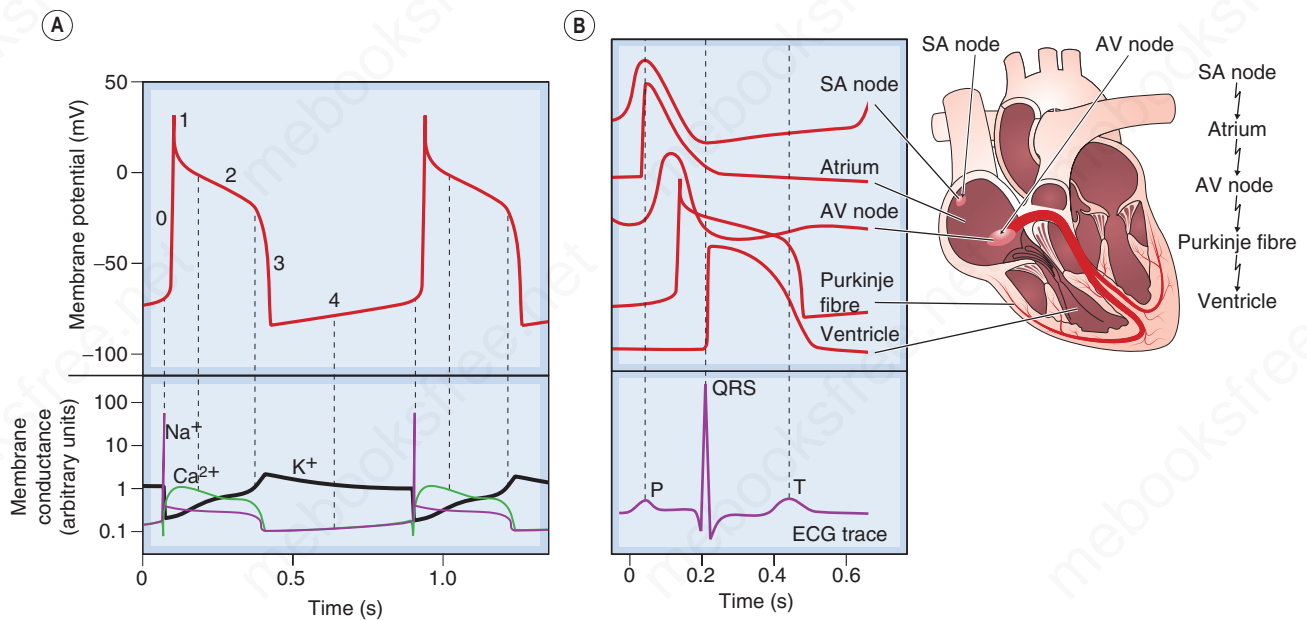 A
50
0
−50
−100
Membrane potential (mV)
1
2
0
3
4
100
10
1
0.1
Membrane
conductance
(arbitrary units)
Na+
Ca2+
K+
0
0.5
1.0
Time (s)
B
SA node
Atrium
AV node
Purkinje
fibre
Ventricle
QRS
P
T
ECG trace
0
0.2
0.4
0.6
Time (s)
SA node
AV node
SA node
Atrium
AV node
Purkinje fibre
Ventricle
mebooksfree.net